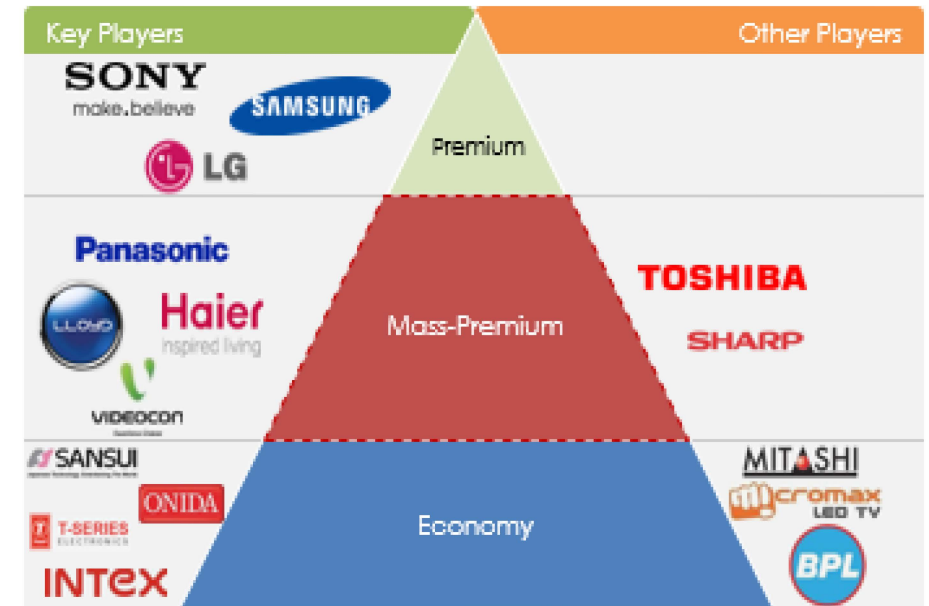 Key Players
Other Players
SONY
make.believe
SAMSUNG
LG
Premium
Panasonic
LLOYD
Haier
inspired living
VIDEOCON
Mass-Premium
TOSHIBA
SHARP
SANSUI
ONIDA
T-SERIES
ELECTRONICS
INTEX
Economy
MITASHI
micromax
LED TV
BPL